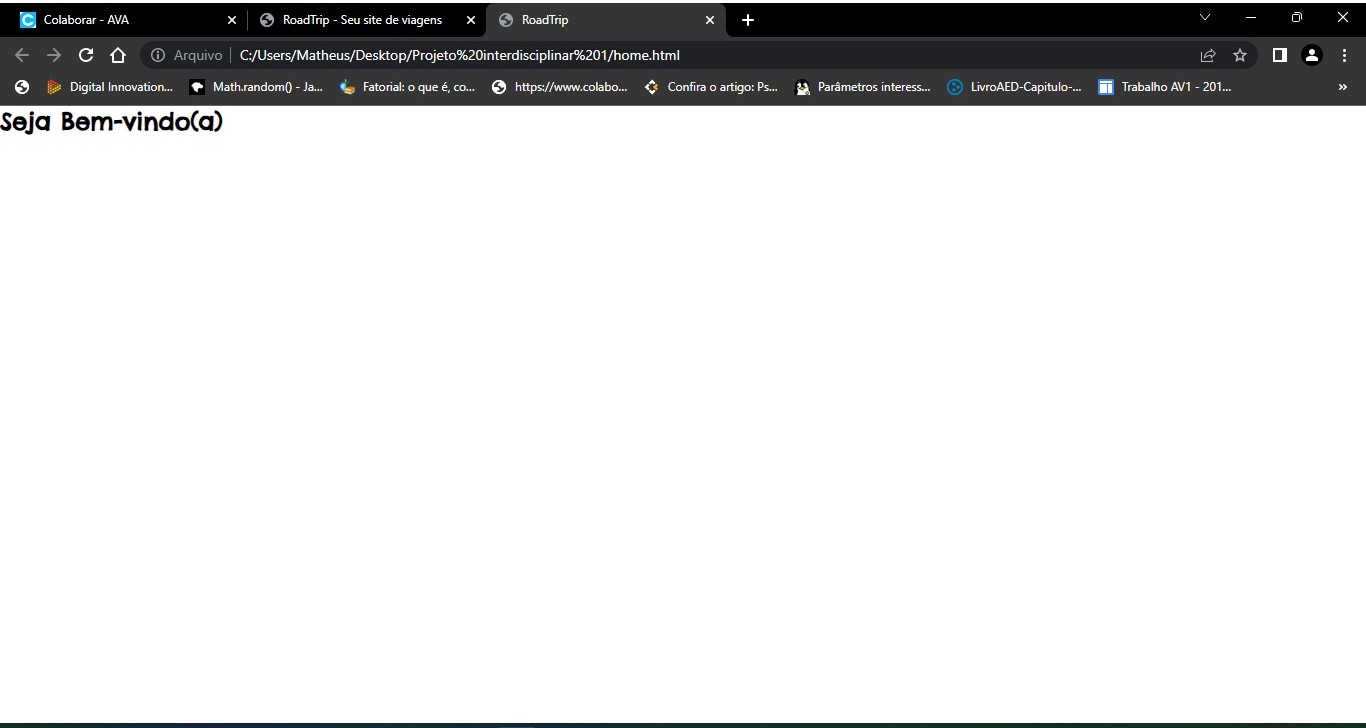 Colaborar - AVA
RoadTrip - Seu site de viagens
RoadTrip
Arquivo
C:/Users/Matheus/Desktop/Projeto%20interdisciplinar%201/home.html
Digital Innovation...
Math.random() - Ja...
Fatorial: o que é, co...
https://www.colabo...
Confira o artigo: Ps...
Parâmetros interess...
LivroAED-Capitulo-...
Trabalho AV1 - 201...
Seja Bem-vindo(a)